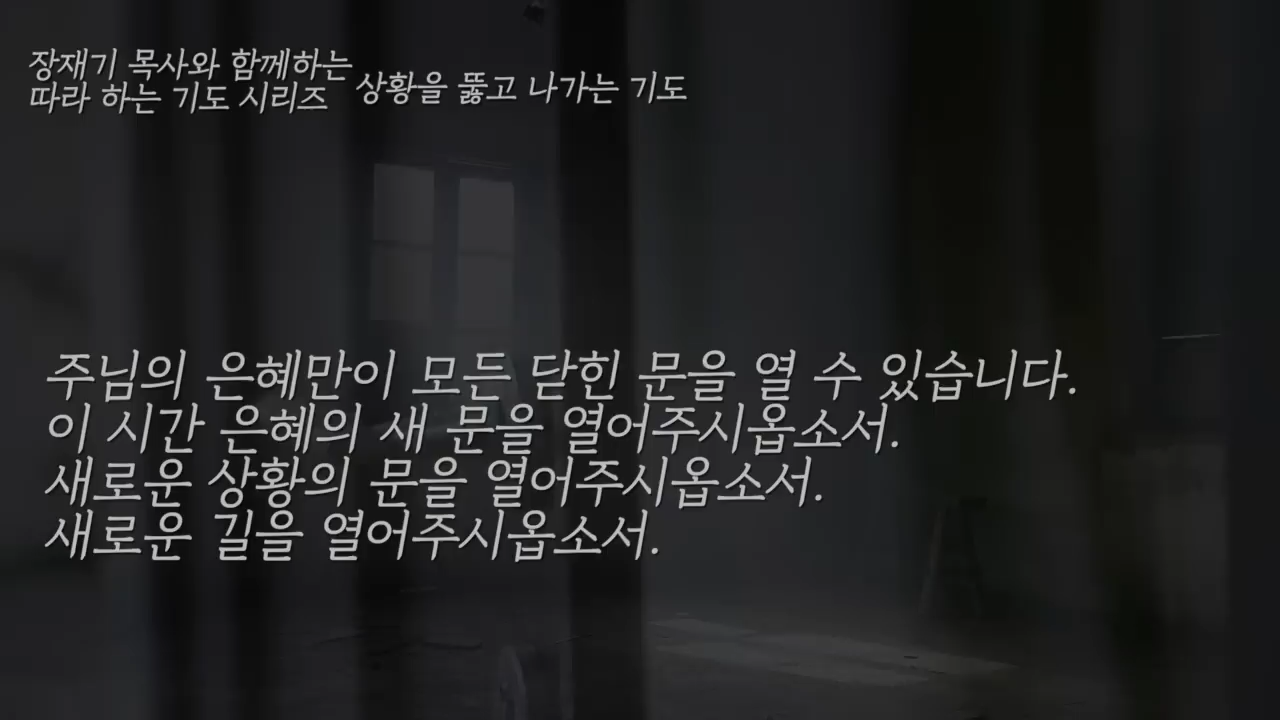 장재기 목사와 함께하는
따라 하는 기도 시리즈
상황을 뚫고 나가는 기도
주님의 은혜만이 모든 닫힌 문을 열 수 있습니다.
이 시간 은혜의 새 문을 열어주시옵소서.
새로운 상황의 문을 열어주시옵소서.
새로운 길을 열어주시옵소서.